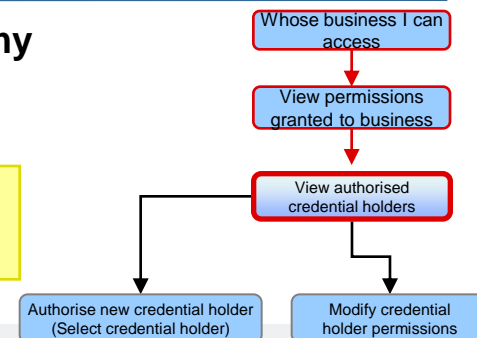 Whose business I can
access
ny
View permissions
granted to business
View authorised
credential holders
Authorise new credential holder
(Select credential holder)
Modify credential
holder permissions